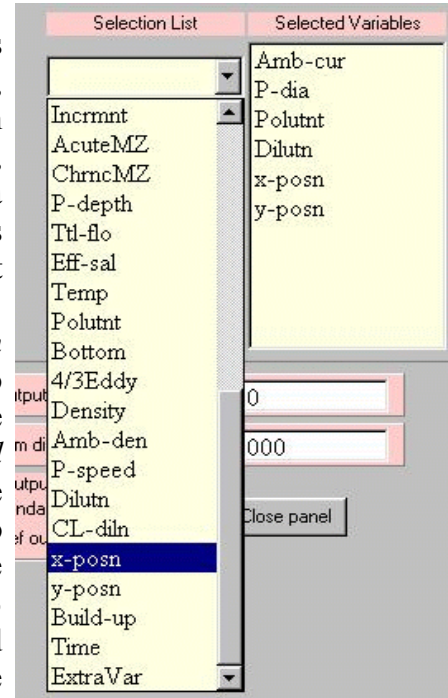 Selection List
Selected Variables
Amb-cur
P-dia
Polutnt
Dilutn
x-posn
y-posn
Incrmnt
AcuteMZ
ChrncMZ
P-depth
Ttl-flo
Eff-sal
Temp
Polutnt
Bottom
4/3Eddy
Density
Amb-den
P-speed
Dilutn
CL-diln
x-posn
y-posn
Build-up
Time
ExtraVar
0
000
Close panel